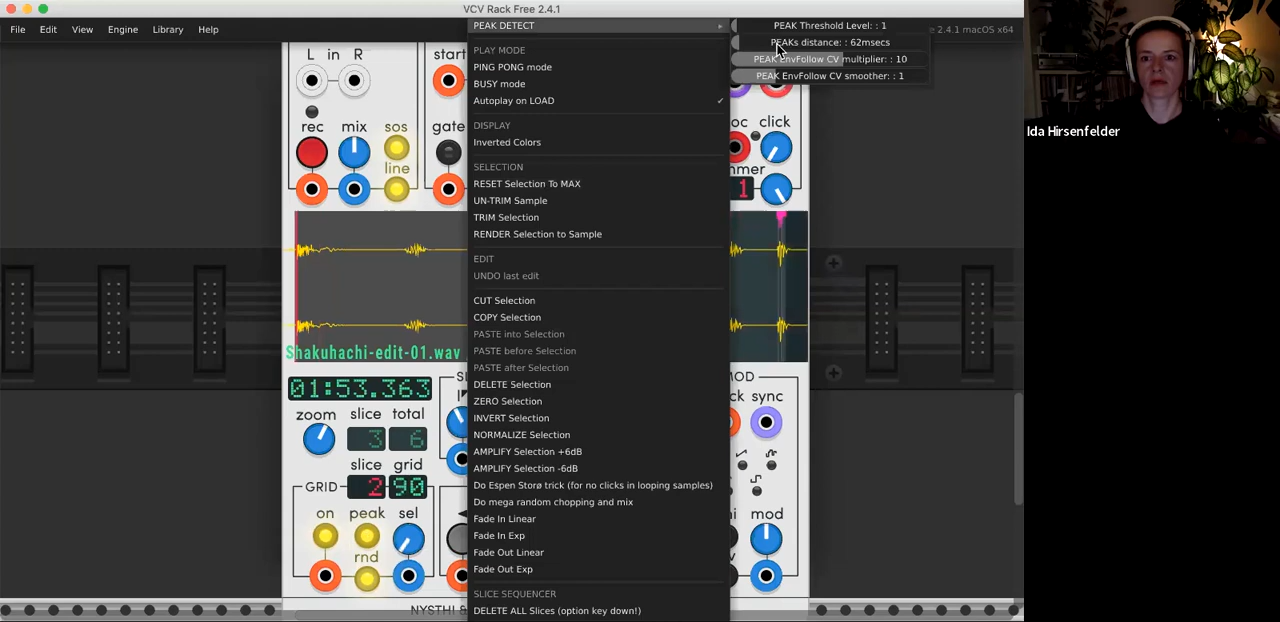 VCV Rack Free 2.4.1
File Edit View Engine Library Help
e 2.4.1 macOS x64
PEAK DETECT
PEAK Threshold Level: : 1
PEAKs distance: : 62msecs
PEAK EnvFollow CV multiplier: : 10
PEAK EnvFollow CV smoother: : 1
PLAY MODE
PING PONG mode
BUSY mode
Autoplay on LOAD ✓
DISPLAY
Inverted Colors
SELECTION
RESET Selection To MAX
UN-TRIM Sample
TRIM Selection
RENDER Selection to Sample
EDIT
UNDO last edit
CUT Selection
COPY Selection
PASTE into Selection
PASTE before Selection
PASTE after Selection
DELETE Selection
ZERO Selection
INVERT Selection
NORMALIZE Selection
AMPLIFY Selection +6dB
AMPLIFY Selection -6dB
Do Espen Storø trick (for no clicks in looping samples)
Do mega random chopping and mix
Fade In Linear
Fade In Exp
Fade Out Linear
Fade Out Exp
SLICE SEQUENCER
DELETE ALL Slices (option key down!)
L in R
start
rec mix sos
gate
line
oc click
mmer
1
Shakuhachi-edit-01.wav
01:53.363
zoom slice total
3 6
slice grid
GRID 2 90
on peak sel
rnd
NYSTHI
MOD
ck sync
mod
Ida Hirsenfelder